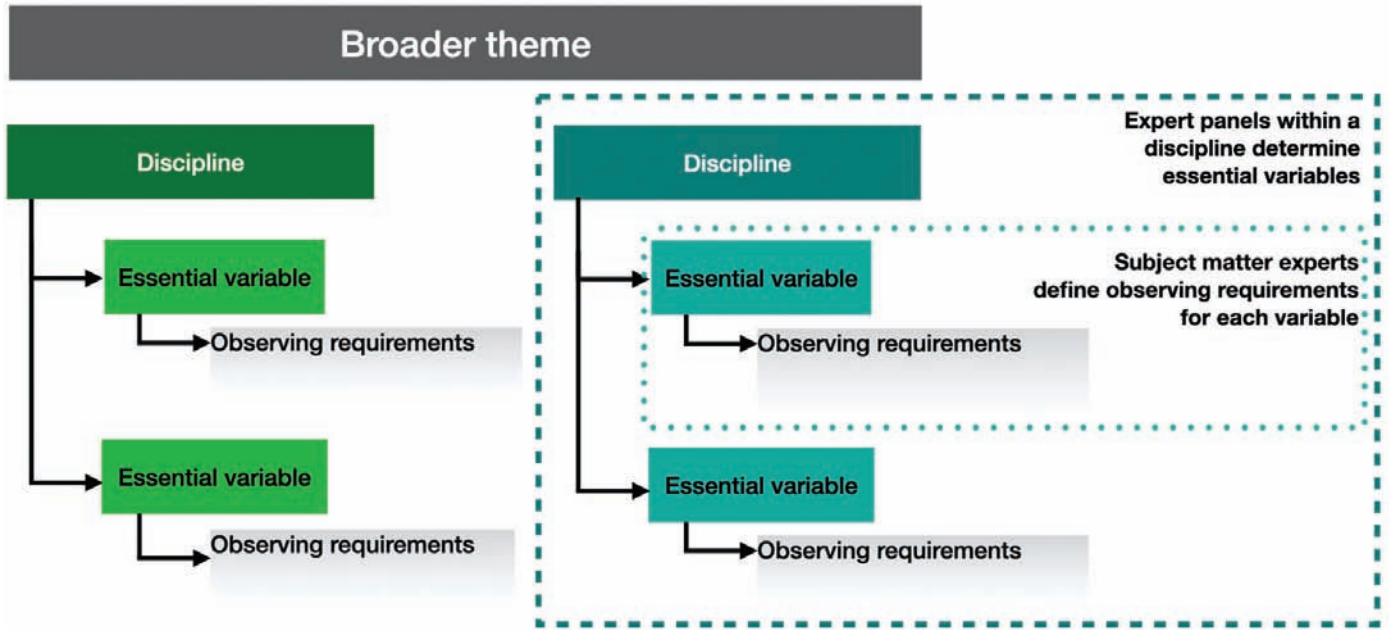 Broader theme
Discipline
Essential variable
Observing requirements
Essential variable
Observing requirements
Discipline
Expert panels within a
discipline determine
essential variables
Essential variable
Subject matter experts
define observing requirements
for each variable
Observing requirements
Essential variable
Observing requirements